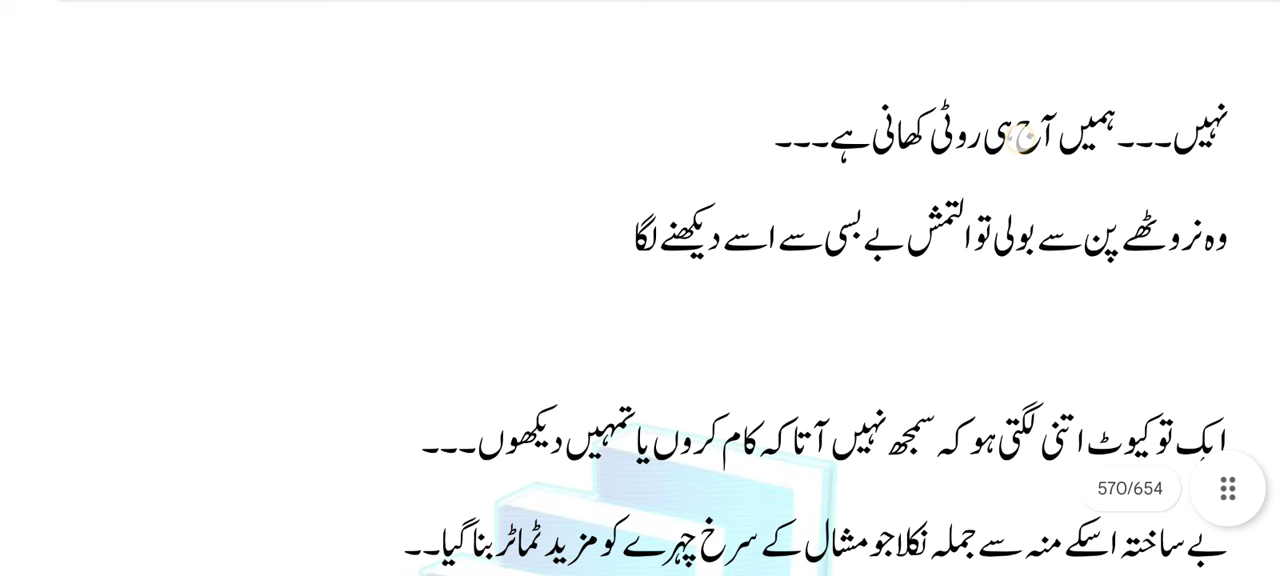 نہیں۔۔۔ہمیں آج ہی روٹی کھانی ہے۔۔۔
وہ نروٹھے پن سے بولی تو التمش بے بسی سے اسے دیکھنے لگا
ایک تو کیوٹ اتنی لگتی ہو کہ سمجھ نہیں آتا کہ کام کروں یا تمہیں دیکھوں۔۔۔
570/654
بے ساختہ اسکے منہ سے جملہ نکلا جو مشال کے سرخ چہرے کو مزید ٹماٹر بنا گیا۔۔